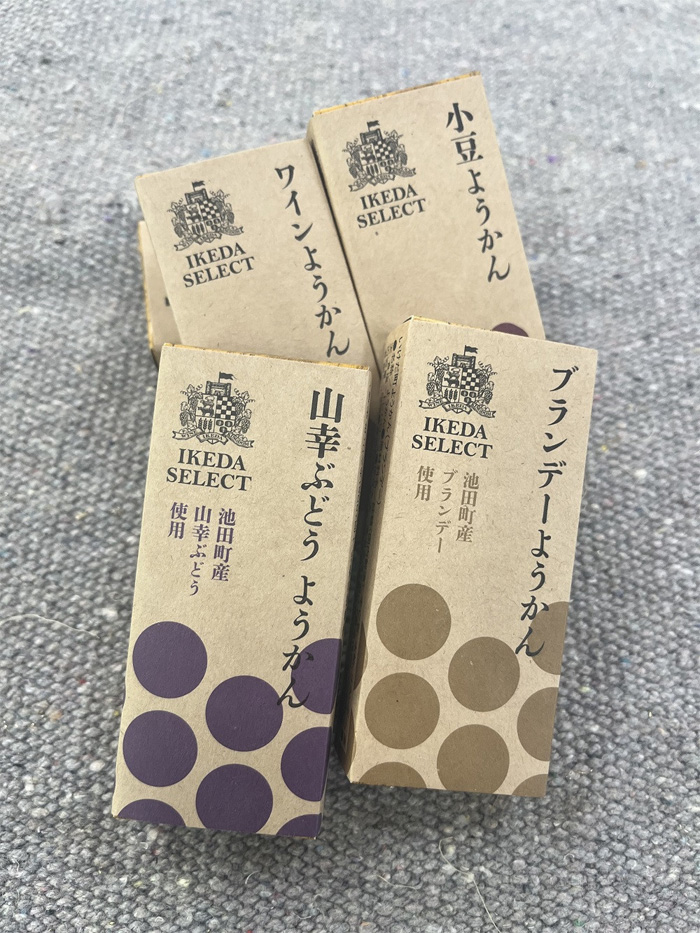 小豆ようかん
IKEDA
SELECT
ワインようかん
IKEDA
SELECT
ブランデーようかん
IKEDA
SELECT
池田町産
ブランデー
使用
山幸ぶどう ようかん
IKEDA
SELECT
池田町産
山幸ぶどう
使用